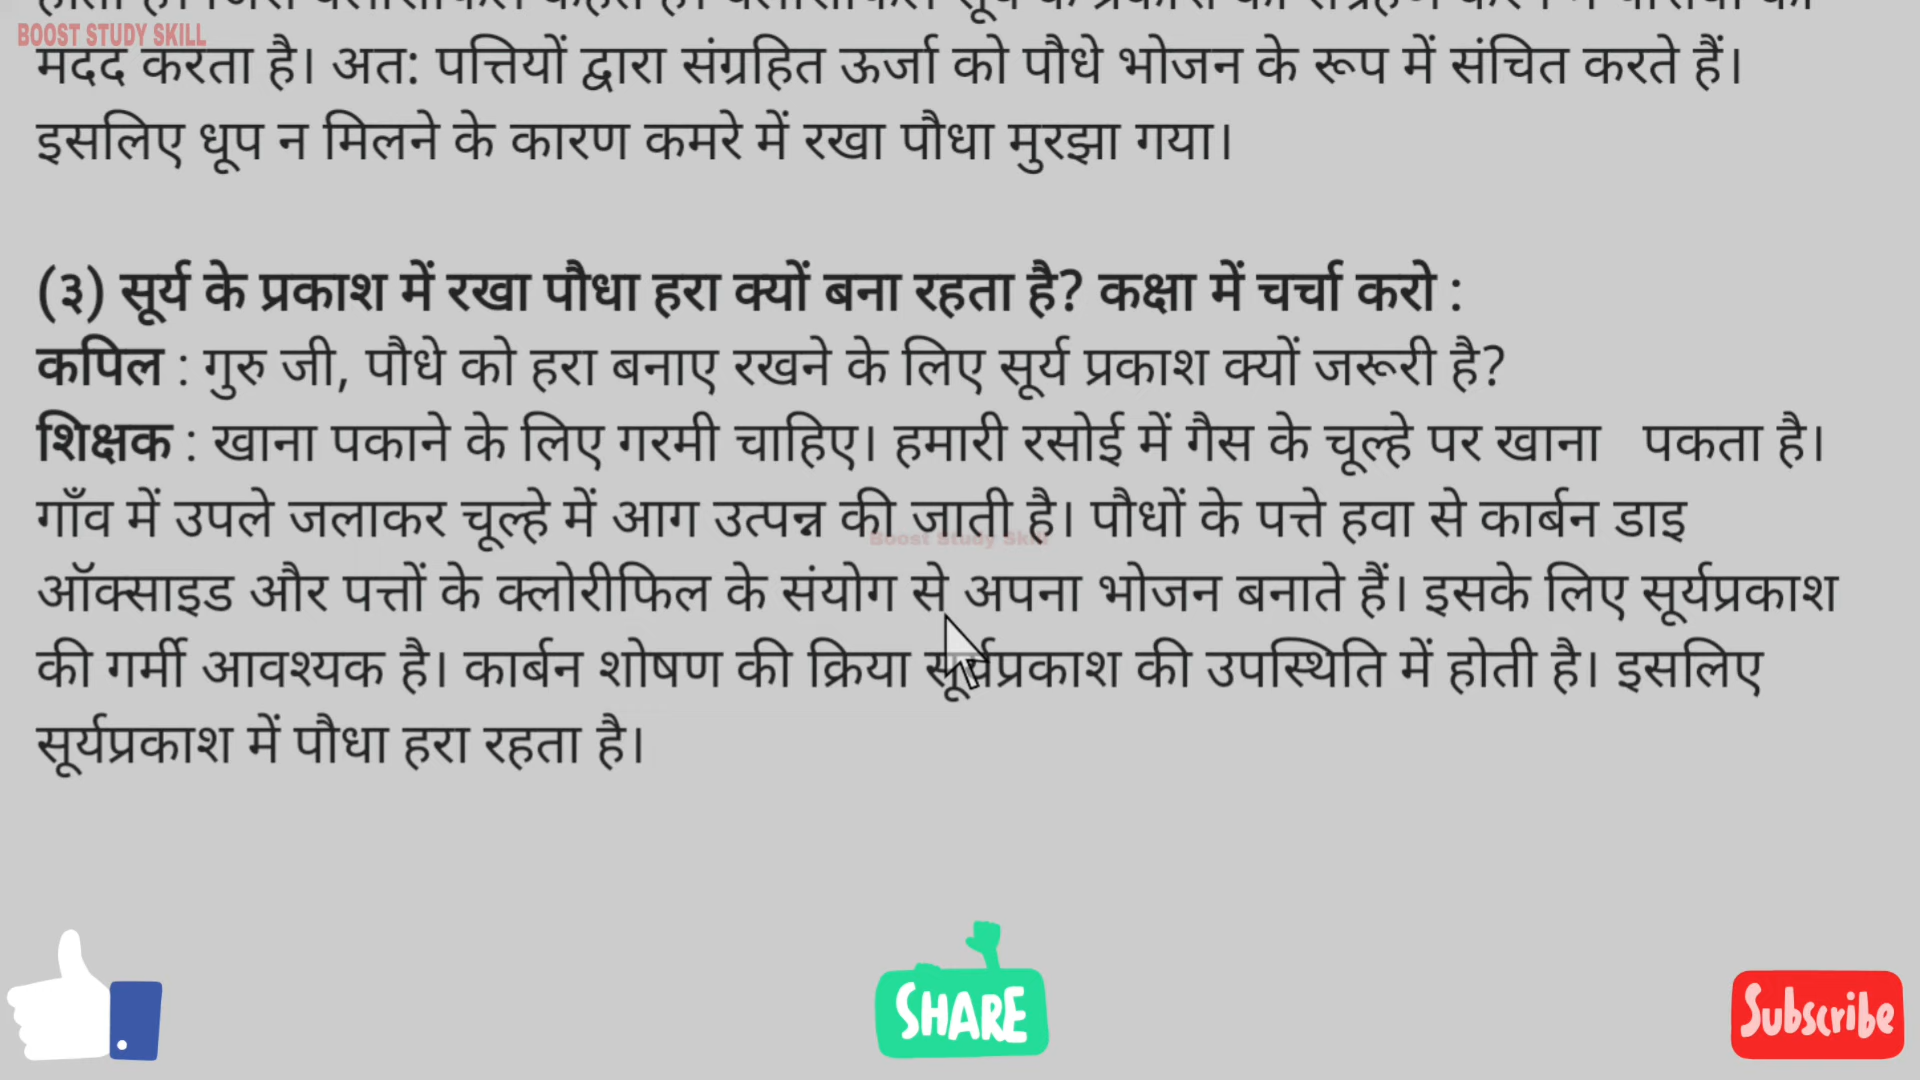 BOOST STUDY SKILL
मदद करता है। अत: पत्तियों द्वारा संग्रहित ऊर्जा को पौधे भोजन के रूप में संचित करते हैं।
इसलिए धूप न मिलने के कारण कमरे में रखा पौधा मुरझा गया।
(३) सूर्य के प्रकाश में रखा पौधा हरा क्यों बना रहता है? कक्षा में चर्चा करो :
कपिल : गुरु जी, पौधे को हरा बनाए रखने के लिए सूर्य प्रकाश क्यों जरूरी है?
शिक्षक : खाना पकाने के लिए गरमी चाहिए। हमारी रसोई में गैस के चूल्हे पर खाना पकता है।
गाँव में उपले जलाकर चूल्हे में आग उत्पन्न की जाती है। पौधों के पत्ते हवा से कार्बन डाइ
Boost Study Skill
ऑक्साइड और पत्तों के क्लोरीफिल के संयोग से अपना भोजन बनाते हैं। इसके लिए सूर्यप्रकाश
की गर्मी आवश्यक है। कार्बन शोषण की क्रिया सूर्यप्रकाश की उपस्थिति में होती है। इसलिए
सूर्यप्रकाश में पौधा हरा रहता है।
SHARE
Subscribe